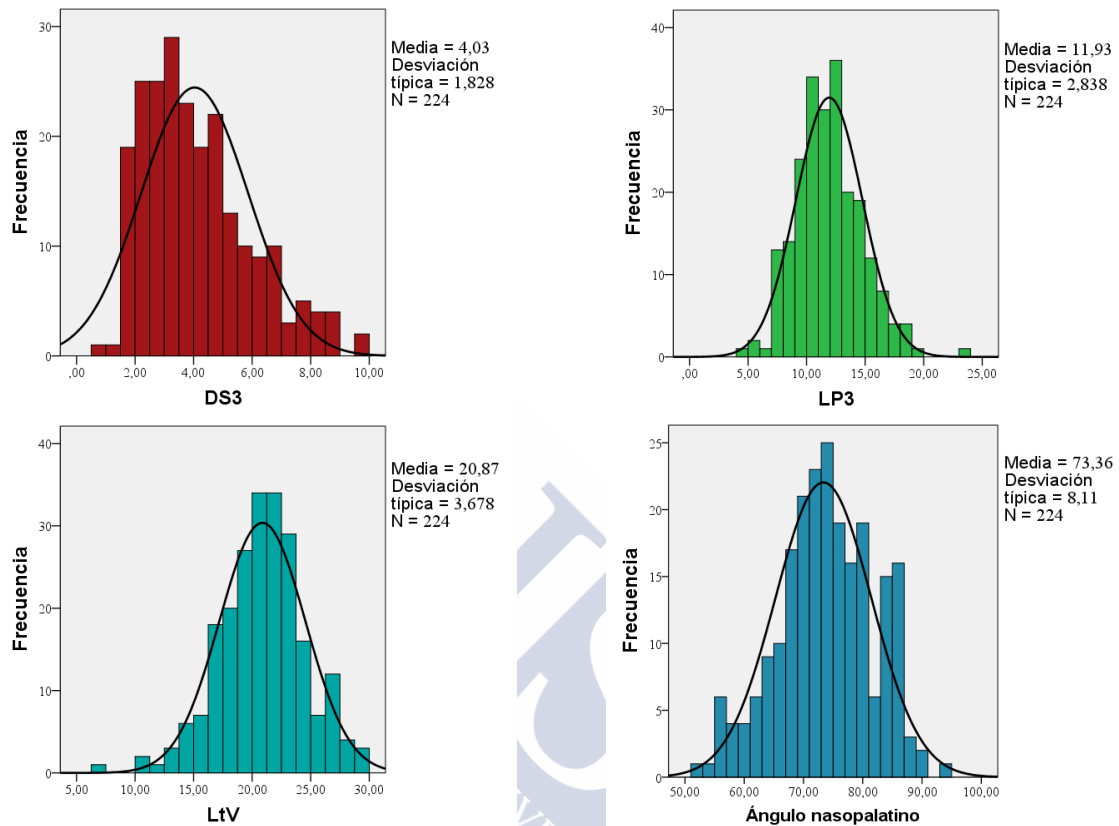 30
20
10
0
Frecuencia
,00 2,00 4,00 6,00 8,00 10,00
DS3
Media = 4,03
Desviación
típica = 1,828
N = 224
40
30
20
10
0
Frecuencia
,00 5,00 10,00 15,00 20,00 25,00
LP3
Media = 11,93
Desviación
típica = 2,838
N = 224
40
30
20
10
0
Frecuencia
5,00 10,00 15,00 20,00 25,00 30,00
LtV
Media = 20,87
Desviación
típica = 3,678
N = 224
25
20
15
10
5
0
Frecuencia
50,00 60,00 70,00 80,00 90,00 100,00
Ángulo nasopalatino
Media = 73,36
Desviación
típica = 8,11
N = 224